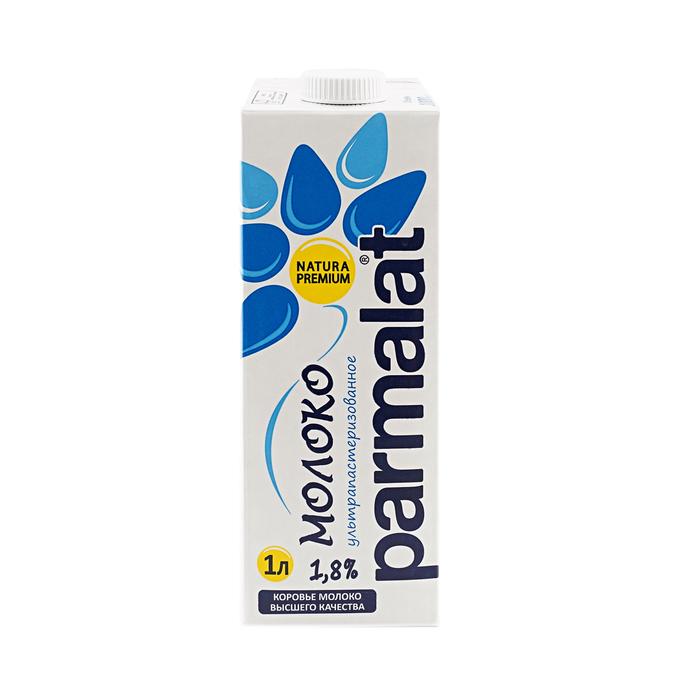 NATURA
PREMIUM
parmalat®
МОЛОКО
ультрапастеризованное
1л
1,8%
КОРОВЬЕ МОЛОКО
ВЫСШЕГО КАЧЕСТВА